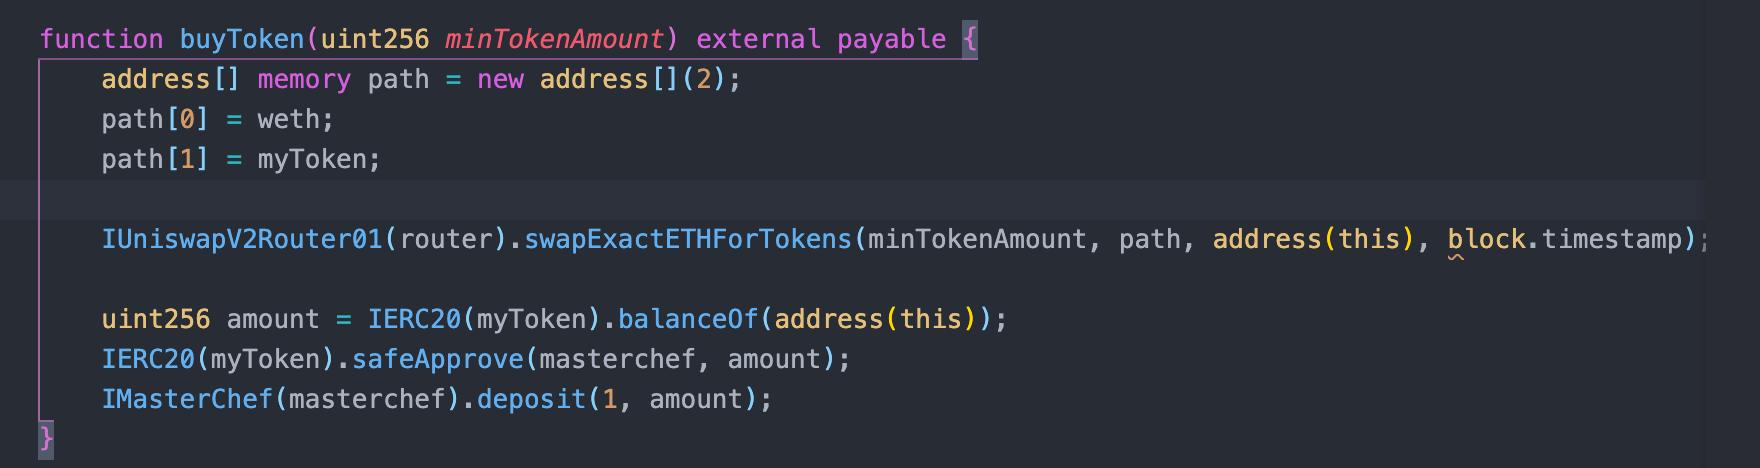 function buyToken(uint256 minTokenAmount) external payable {
address[] memory path = new address[](2);
path[0] = weth;
path[1] = myToken;
IUniswapV2Router01(router).swapExactETHForTokens(minTokenAmount, path, address(this), block.timestamp);
uint256 amount = IERC20(myToken).balanceOf(address(this));
IERC20(myToken).safeApprove(masterchef, amount);
IMasterChef(masterchef).deposit(1, amount);
}